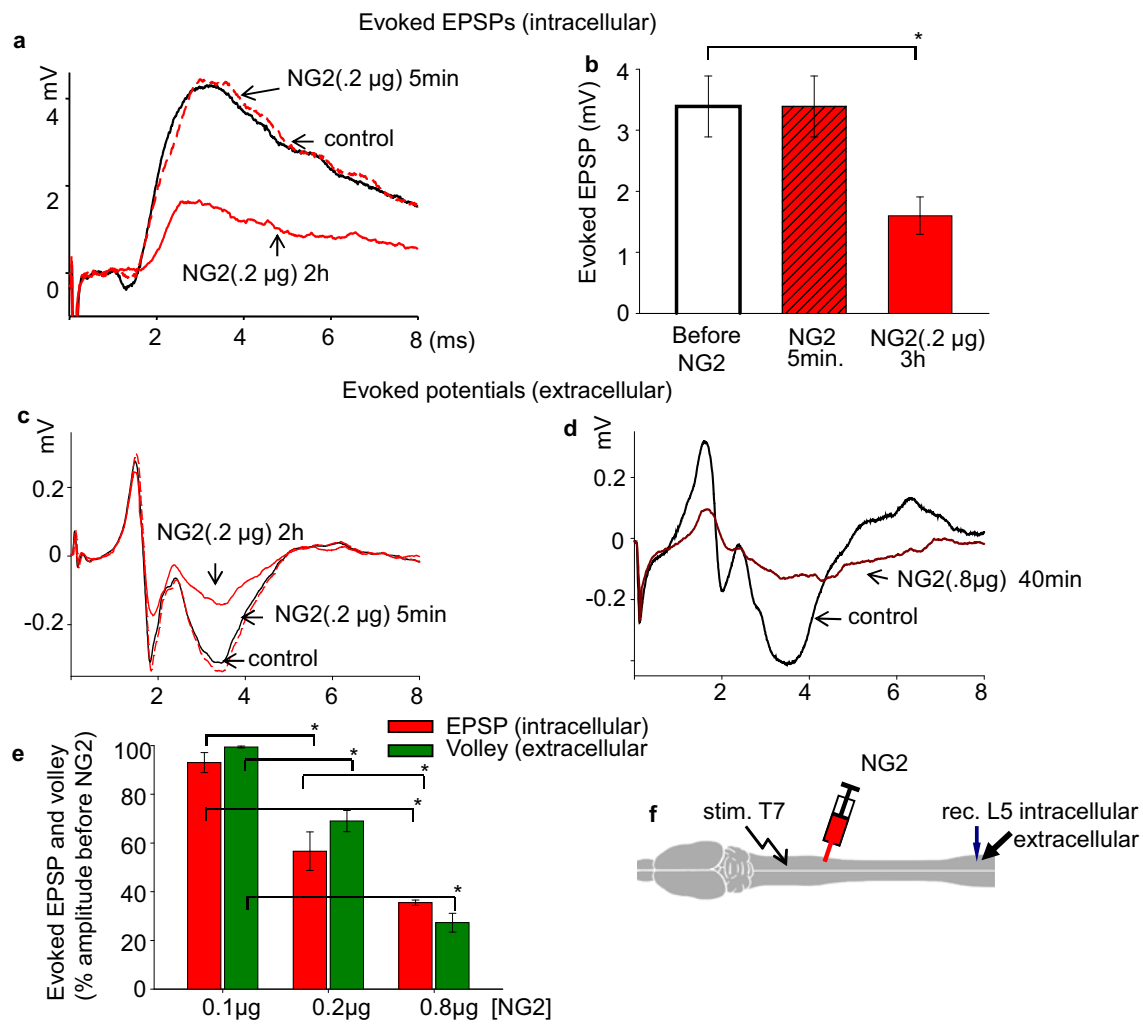 Evoked EPSPs (intracellular)
a
mV
4
2
0
NG2(.2 µg) 5min
control
NG2(.2 µg) 2h
2
4
6
8 (ms)
b
*
Evoked EPSP (mV)
4
3
2
1
0
Before
NG2
NG2
5min.
NG2(.2 µg)
3h
Evoked potentials (extracellular)
c
mV
0.2
0
-0.2
NG2(.2 µg) 2h
NG2(.2 µg) 5min
control
2
4
6
8
d
mV
0.2
0
-0.2
NG2(.8µg) 40min
control
2
4
6
8
EPSP (intracellular)
Volley (extracellular
e
Evoked EPSP and volley
(% amplitude before NG2)
100
80
60
40
20
0
*
*
*
*
*
0.1µg
0.2µg
0.8µg
[NG2]
f
NG2
stim. T7
rec. L5 intracellular
extracellular